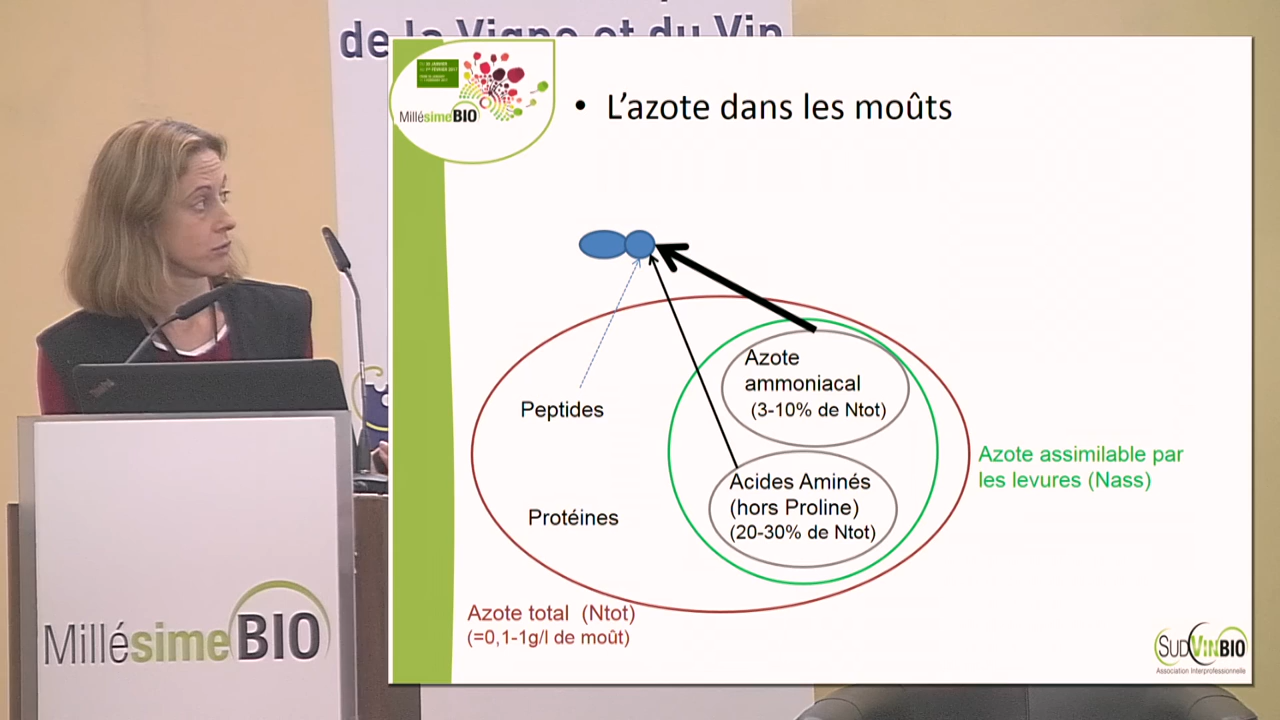 de la Vigne et du Vin
MillésimeBIO
• L’azote dans les moûts
Azote
ammoniacal
(3-10% de Ntot)
Peptides
Acides Aminés
(hors Proline)
(20-30% de Ntot)
Protéines
Azote assimilable par
les levures (Nass)
Azote total (Ntot)
(=0,1-1g/l de moût)
MillésimeBIO
SUDVINBIO
Association Interprofessionnelle